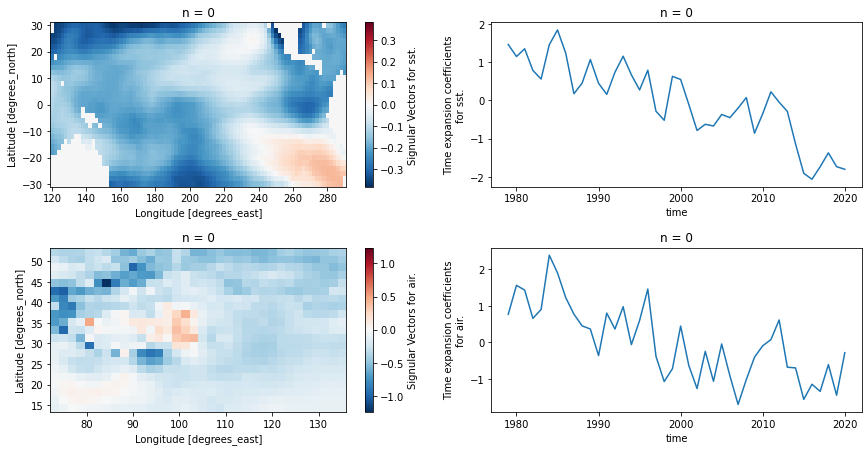 n = 0
30
20
10
0
−10
−20
−30
Latitude [degrees_north]
120 140 160 180 200 220 240 260 280
Longitude [degrees_east]
0.3
0.2
0.1
0.0
−0.1
−0.2
−0.3
Signular Vectors for sst.
n = 0
2
1
0
−1
−2
Time expansion coefficients
for sst.
1980 1990 2000 2010 2020
time
n = 0
50
45
40
35
30
25
20
15
Latitude [degrees_north]
80 90 100 110 120 130
Longitude [degrees_east]
1.0
0.5
0.0
−0.5
−1.0
Signular Vectors for air.
n = 0
2
1
0
−1
Time expansion coefficients
for air.
1980 1990 2000 2010 2020
time